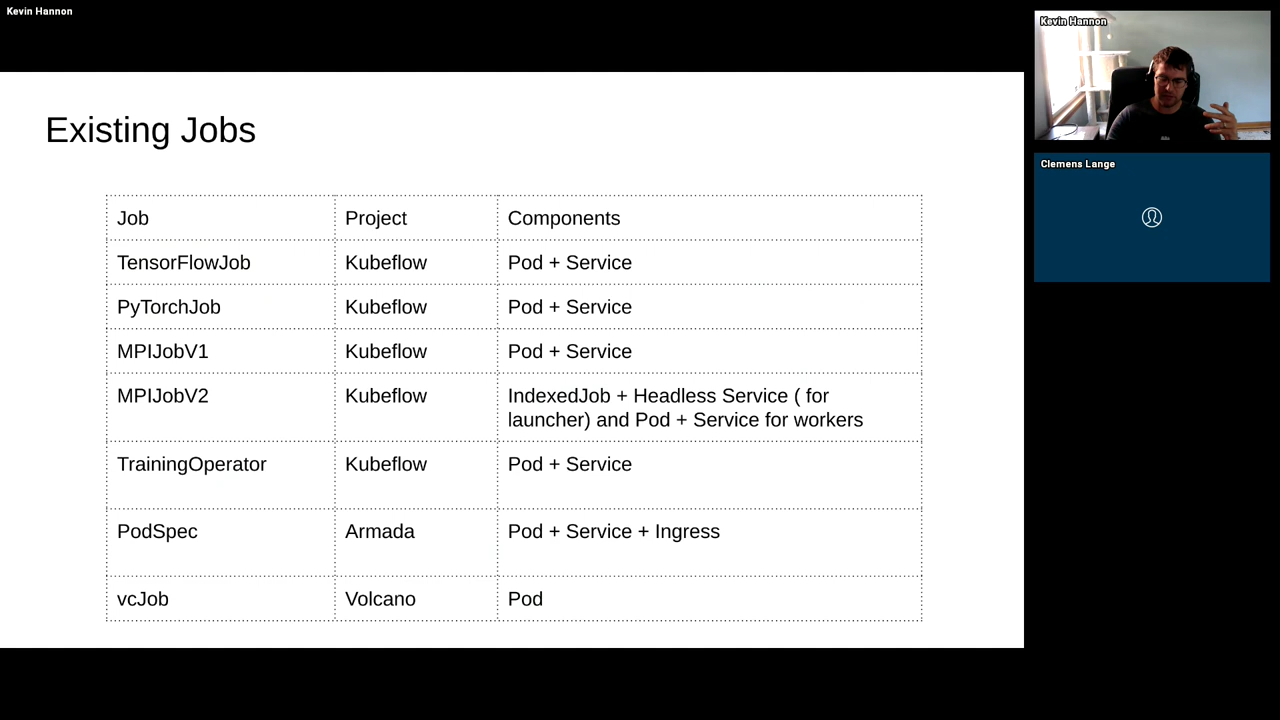 Kevin Hannon
Kevin Hannon
Clemens Lange
Existing Jobs
Job Project Components
TensorFlowJob Kubeflow Pod + Service
PyTorchJob Kubeflow Pod + Service
MPIJobV1 Kubeflow Pod + Service
MPIJobV2 Kubeflow IndexedJob + Headless Service ( for
launcher) and Pod + Service for workers
TrainingOperator Kubeflow Pod + Service
PodSpec Armada Pod + Service + Ingress
vcJob Volcano Pod